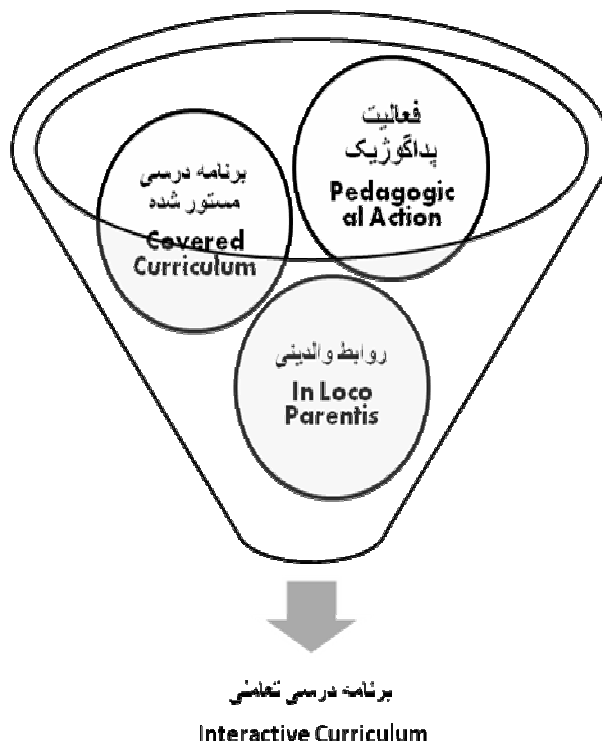 فعالیت
پداگوژیک
Pedagogic
al Action
برنامه درسی
مستور شده
Covered
Curriculum
روابط والدینی
In Loco
Parentis
برنامه درسی تعاملی
Interactive Curriculum